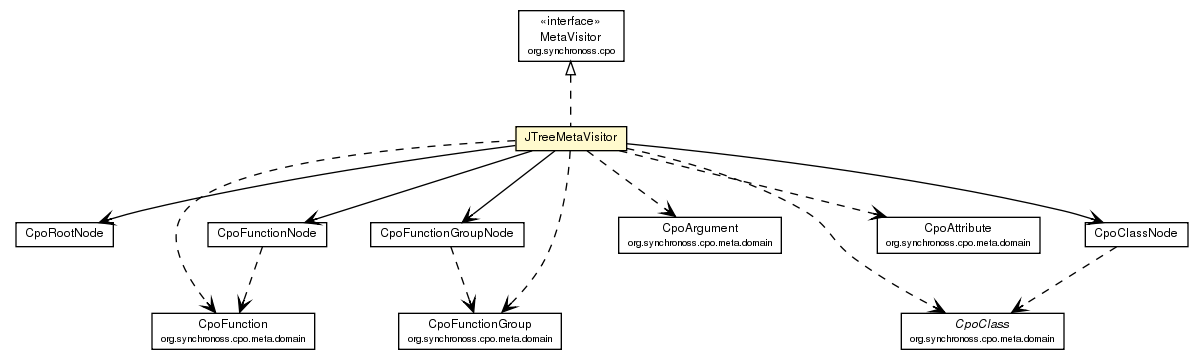 «interface»
MetaVisitor
org.synchronoss.cpo
JTreeMetaVisitor
CpoRootNode
CpoFunctionNode
CpoFunctionGroupNode
CpoArgument
org.synchronoss.cpo.meta.domain
CpoAttribute
org.synchronoss.cpo.meta.domain
CpoClassNode
CpoFunction
org.synchronoss.cpo.meta.domain
CpoFunctionGroup
org.synchronoss.cpo.meta.domain
CpoClass
org.synchronoss.cpo.meta.domain